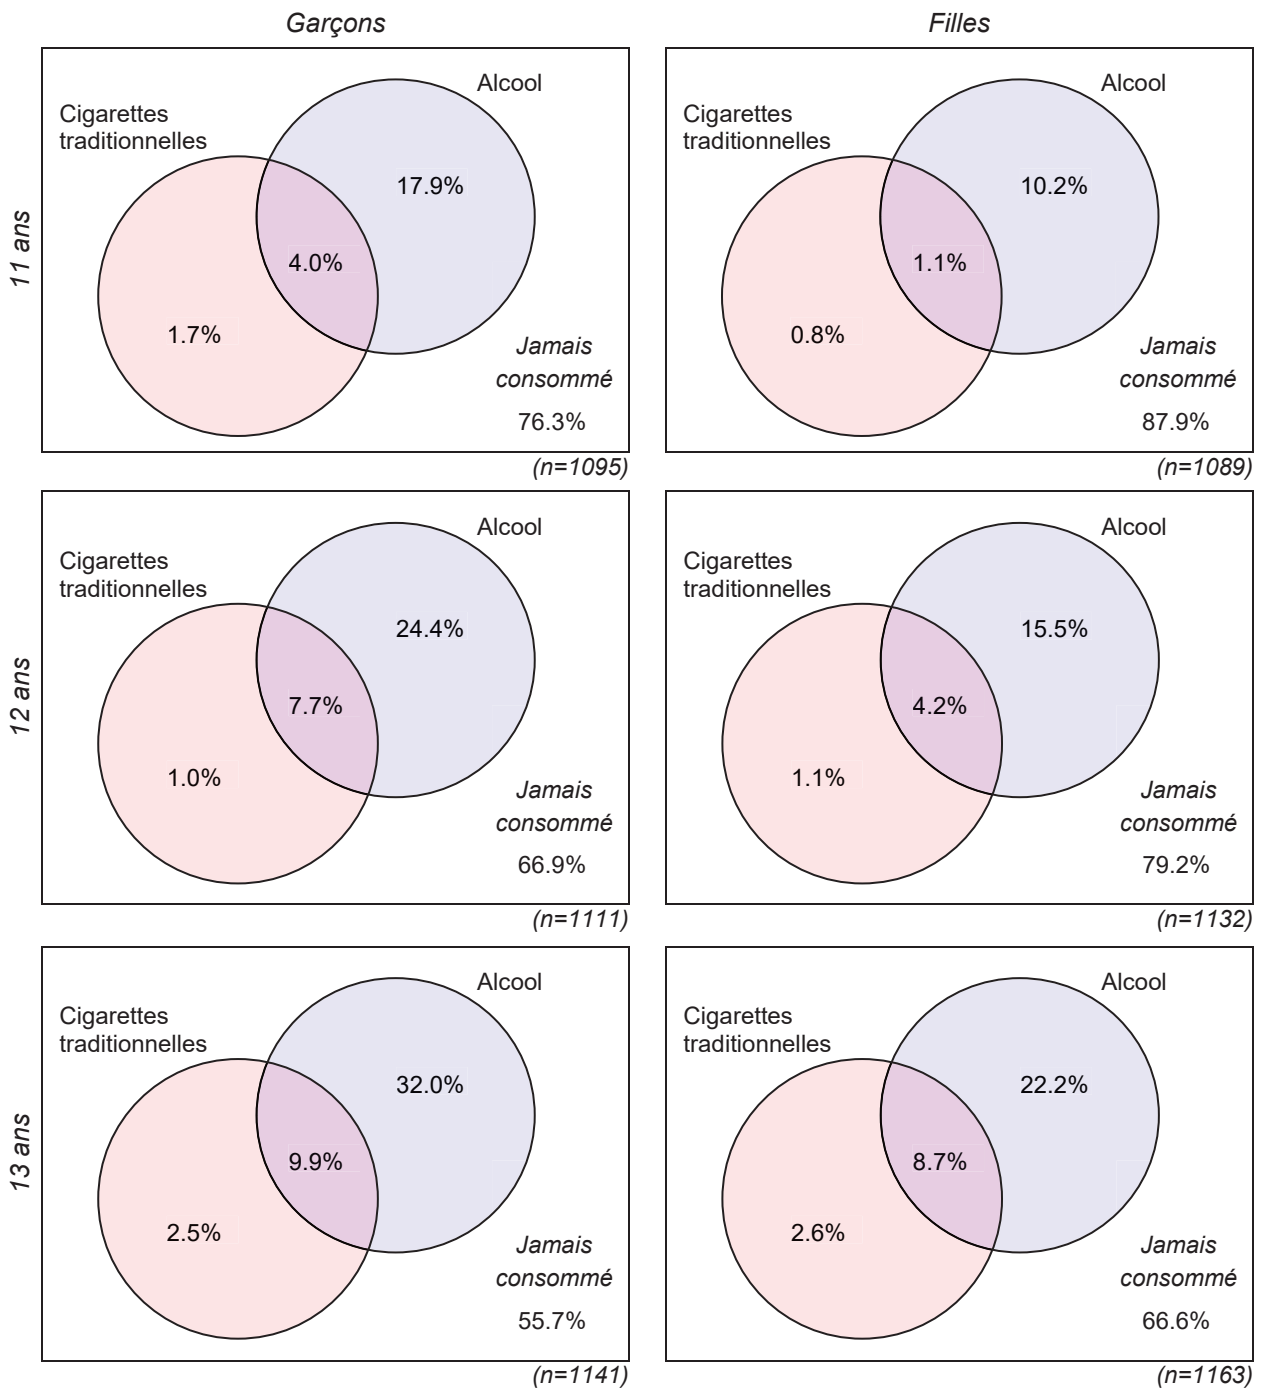 Garçons
Filles
11 ans
Cigarettes
traditionnelles
Alcool
17.9%
4.0%
1.7%
Jamais
consommé
76.3%
(n=1095)
Cigarettes
traditionnelles
Alcool
10.2%
1.1%
0.8%
Jamais
consommé
87.9%
(n=1089)
12 ans
Cigarettes
traditionnelles
Alcool
24.4%
7.7%
1.0%
Jamais
consommé
66.9%
(n=1111)
Cigarettes
traditionnelles
Alcool
15.5%
4.2%
1.1%
Jamais
consommé
79.2%
(n=1132)
13 ans
Cigarettes
traditionnelles
Alcool
32.0%
9.9%
2.5%
Jamais
consommé
55.7%
(n=1141)
Cigarettes
traditionnelles
Alcool
22.2%
8.7%
2.6%
Jamais
consommé
66.6%
(n=1163)